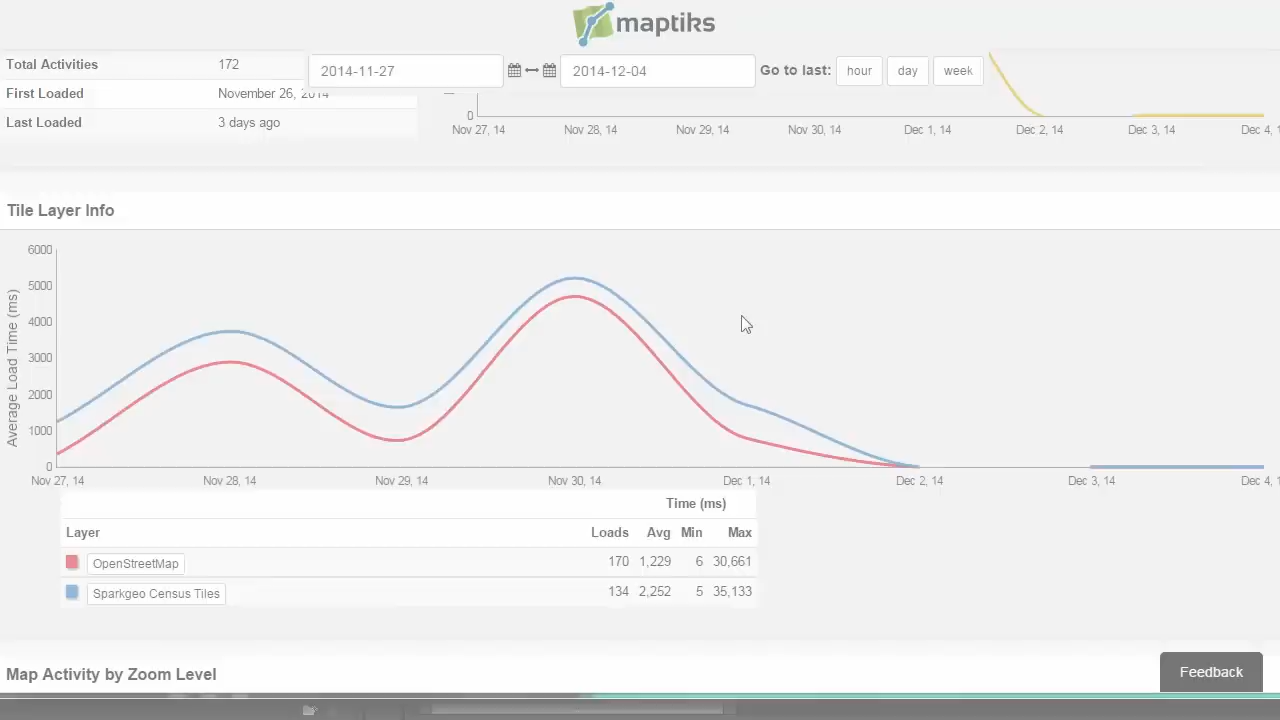 maptiks
Total Activities 172
2014-11-27 2014-12-04 Go to last: hour day week
First Loaded November 26, 2014
Last Loaded 3 days ago
0
Nov 27, 14 Nov 28, 14 Nov 29, 14 Nov 30, 14 Dec 1, 14 Dec 2, 14 Dec 3, 14 Dec 4, 1
Tile Layer Info
6000
5000
4000
3000
2000
1000
0
Average Load Time (ms)
Nov 27, 14 Nov 28, 14 Nov 29, 14 Nov 30, 14 Dec 1, 14 Dec 2, 14 Dec 3, 14 Dec 4, 1
Time (ms)
Layer Loads Avg Min Max
OpenStreetMap 170 1,229 6 30,661
Sparkgeo Census Tiles 134 2,252 5 35,133
Map Activity by Zoom Level
Feedback